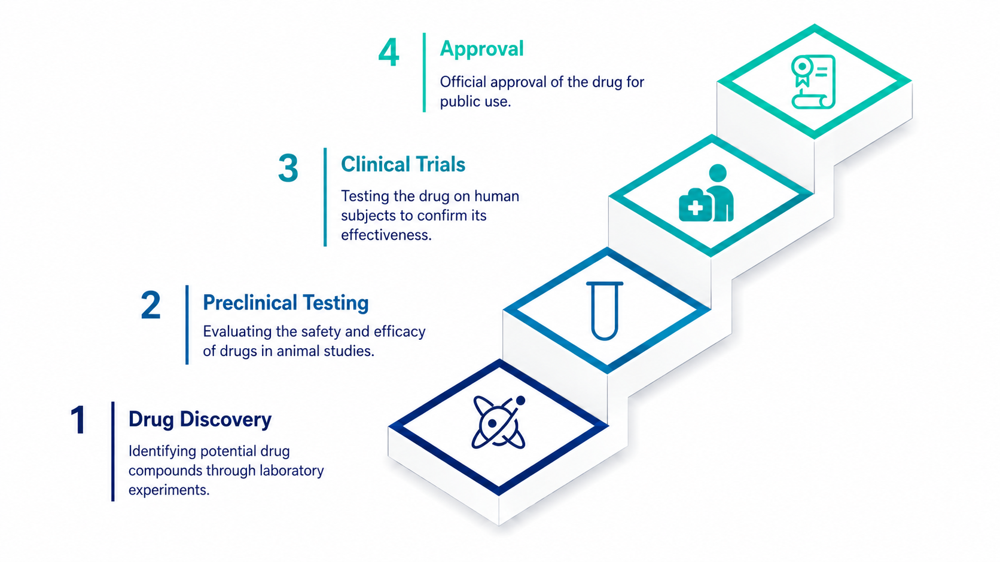 4
Approval
Official approval of the drug for
public use.
3
Clinical Trials
Testing the drug on human
subjects to confirm its
effectiveness.
2
Preclinical Testing
Evaluating the safety and efficacy
of drugs in animal studies.
1
Drug Discovery
Identifying potential drug
compounds through laboratory
experiments.